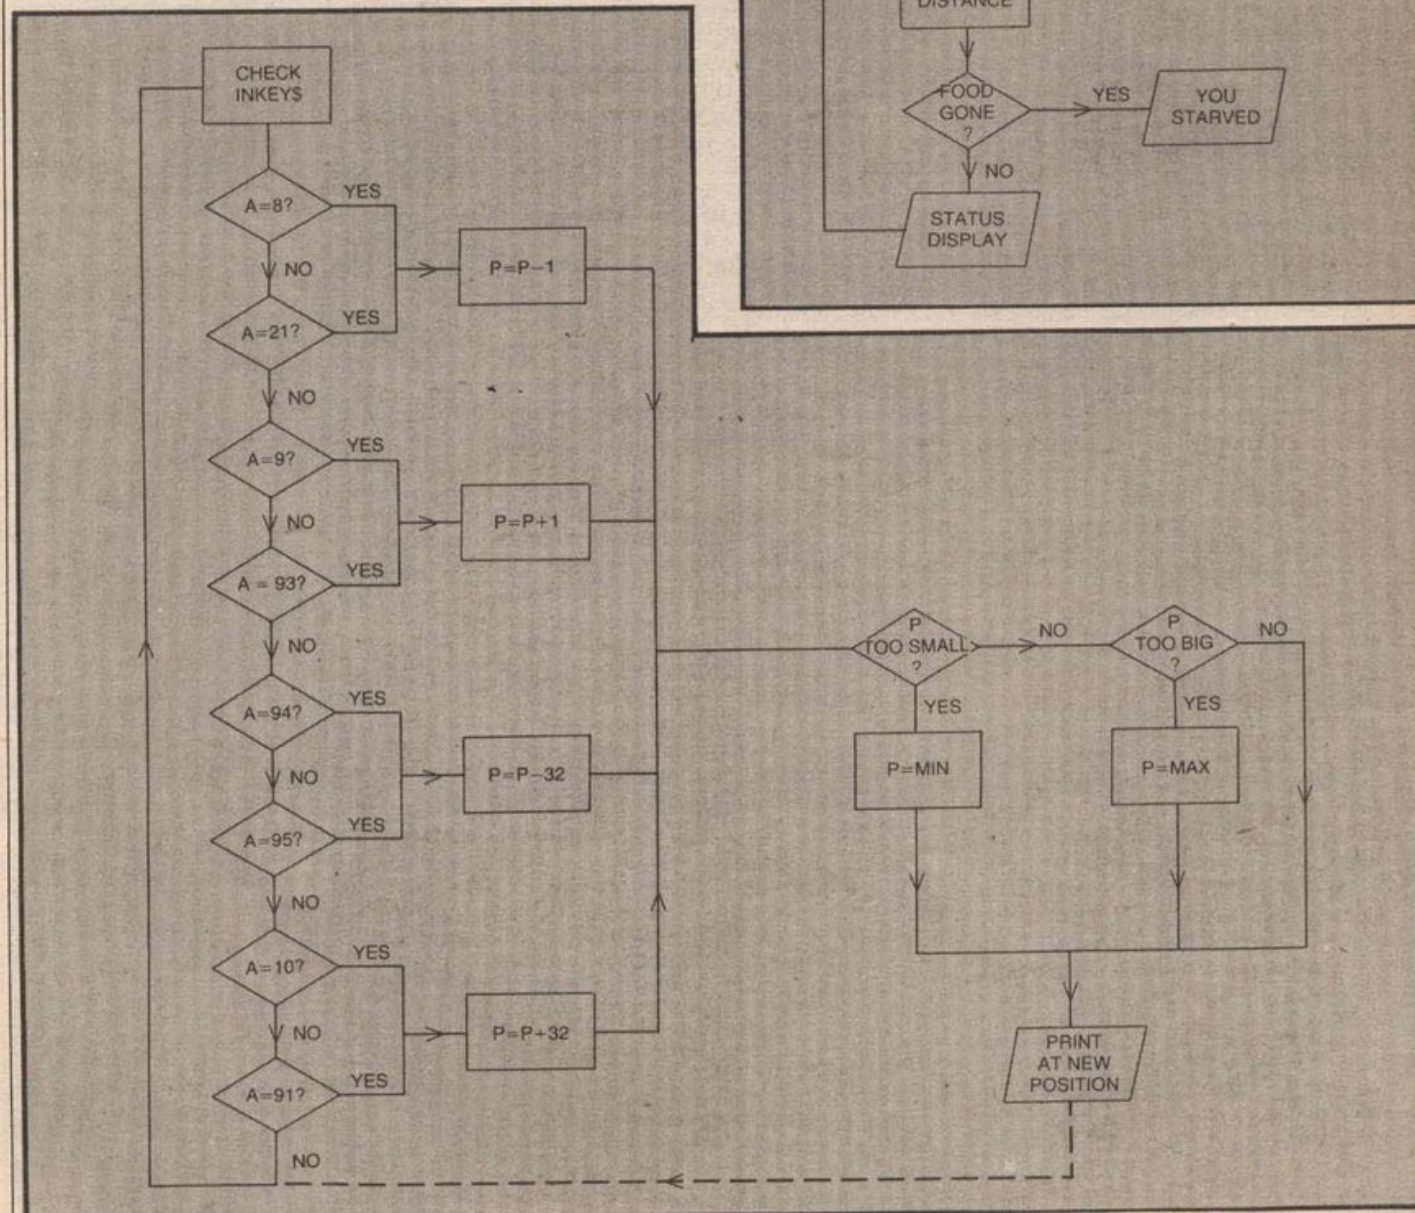 DISTANCE
FOOD
GONE
?
YES
YOU
STARVED
NO
STATUS
DISPLAY
CHECK
INKEY$
A=8?
YES
NO
P=P−1
A=21?
YES
NO
A=9?
YES
NO
P=P+1
A = 93?
YES
NO
A=94?
YES
NO
P=P−32
A=95?
YES
NO
A=10?
YES
NO
P=P+32
A=91?
YES
NO
P
TOO SMALL
?
NO
YES
P=MIN
P
TOO BIG
?
NO
YES
P=MAX
PRINT
AT NEW
POSITION